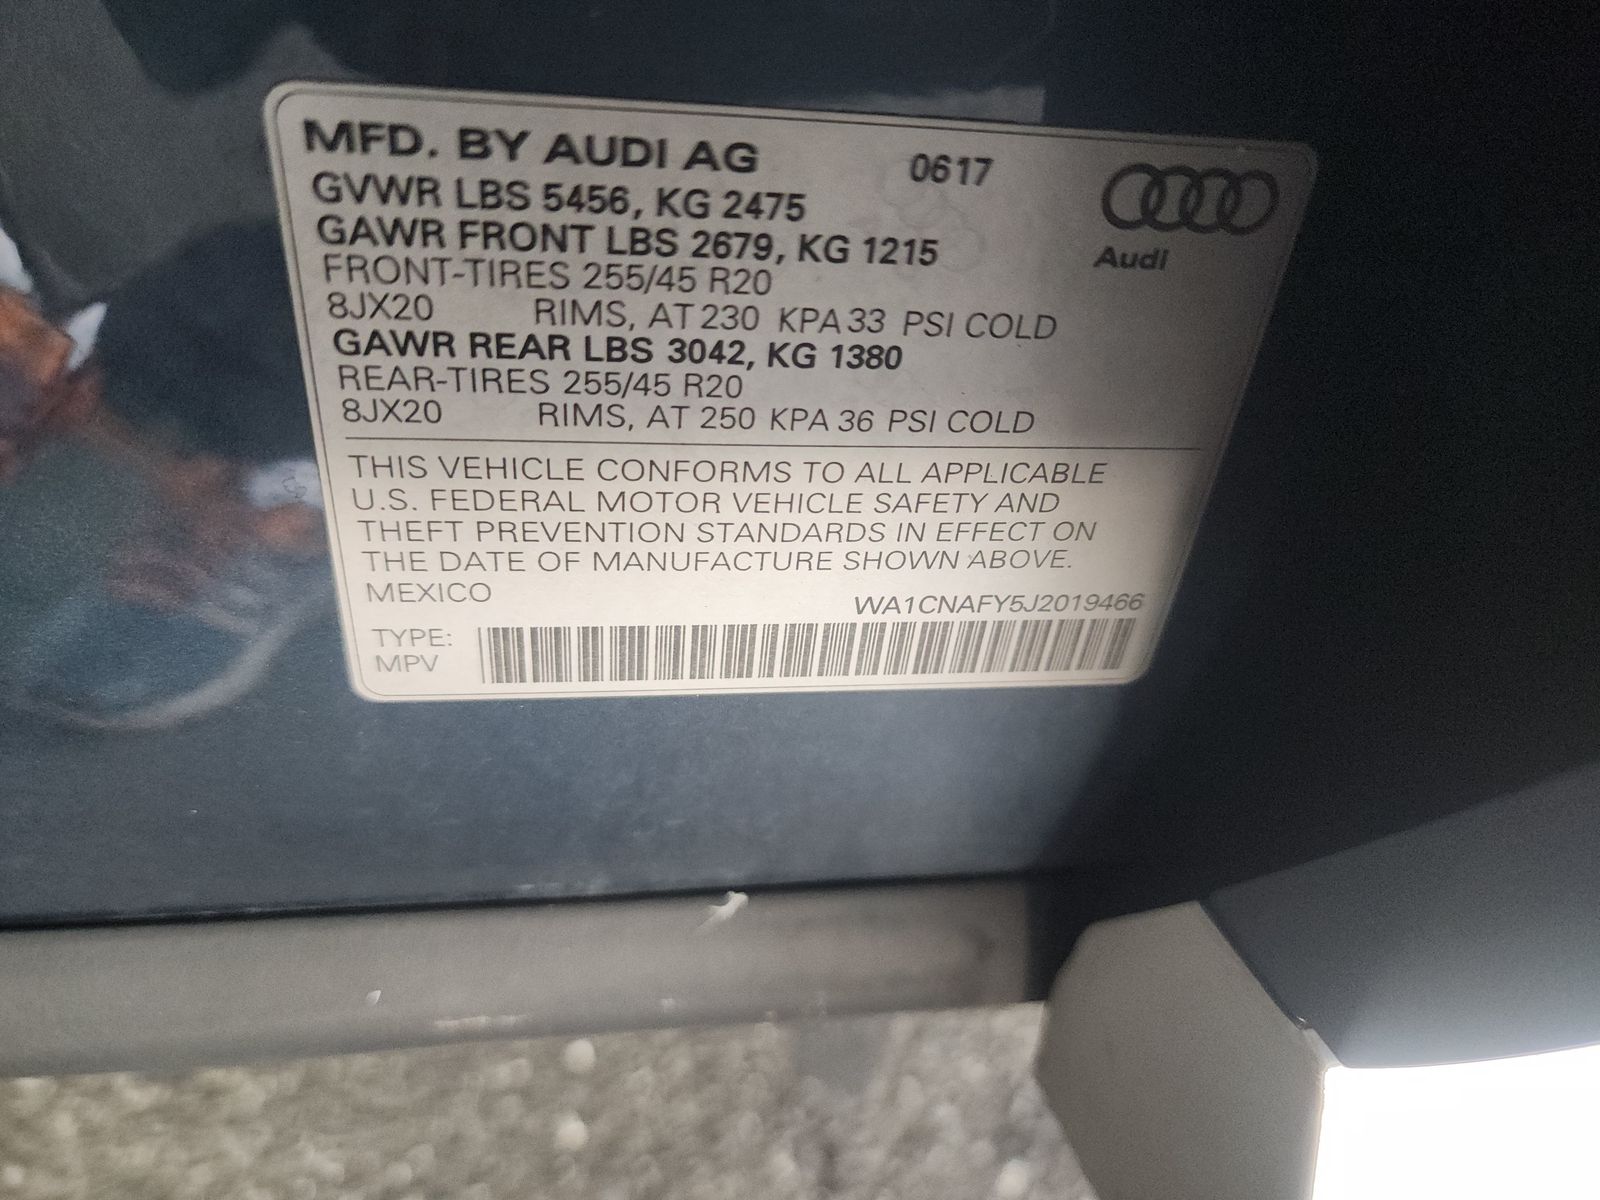 MFD. BY AUDI AG 0617
GVWR LBS 5456, KG 2475
GAWR FRONT LBS 2679, KG 1215
Audi
FRONT-TIRES 255/45 R20
8JX20 RIMS, AT 230 KPA 33 PSI COLD
GAWR REAR LBS 3042, KG 1380
REAR-TIRES 255/45 R20
8JX20 RIMS, AT 250 KPA 36 PSI COLD
THIS VEHICLE CONFORMS TO ALL APPLICABLE
U.S. FEDERAL MOTOR VEHICLE SAFETY AND
THEFT PREVENTION STANDARDS IN EFFECT ON
THE DATE OF MANUFACTURE SHOWN ABOVE.
MEXICO
WA1CNAFY5J2019466
TYPE:
MPV